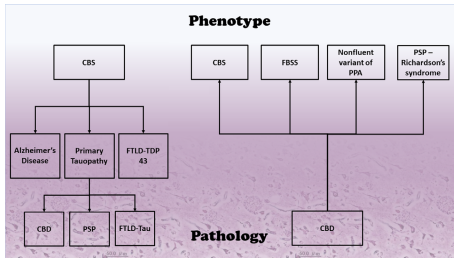 Phenotype
CBS
CBS
FBSS
Nonfluent
variant of
PPA
PSP –
Richardson's
syndrome
Alzheimer's
Disease
Primary
Tauopathy
FTLD-TDP
43
CBD
PSP
FTLD-Tau
Pathology
CBD